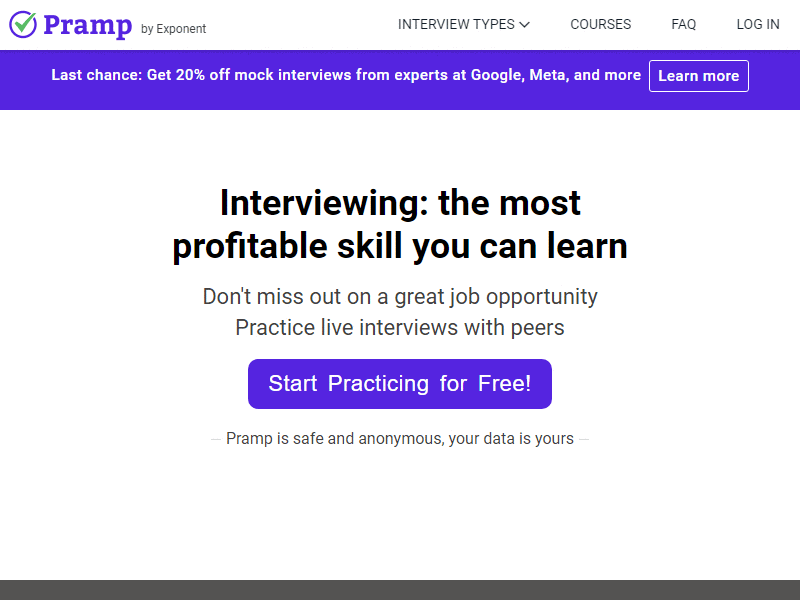 Pramp by Exponent
INTERVIEW TYPES
COURSES
FAQ
LOG IN
Last chance: Get 20% off mock interviews from experts at Google, Meta, and more
Learn more
Interviewing: the most
profitable skill you can learn
Don't miss out on a great job opportunity
Practice live interviews with peers
Start Practicing for Free!
Pramp is safe and anonymous, your data is yours